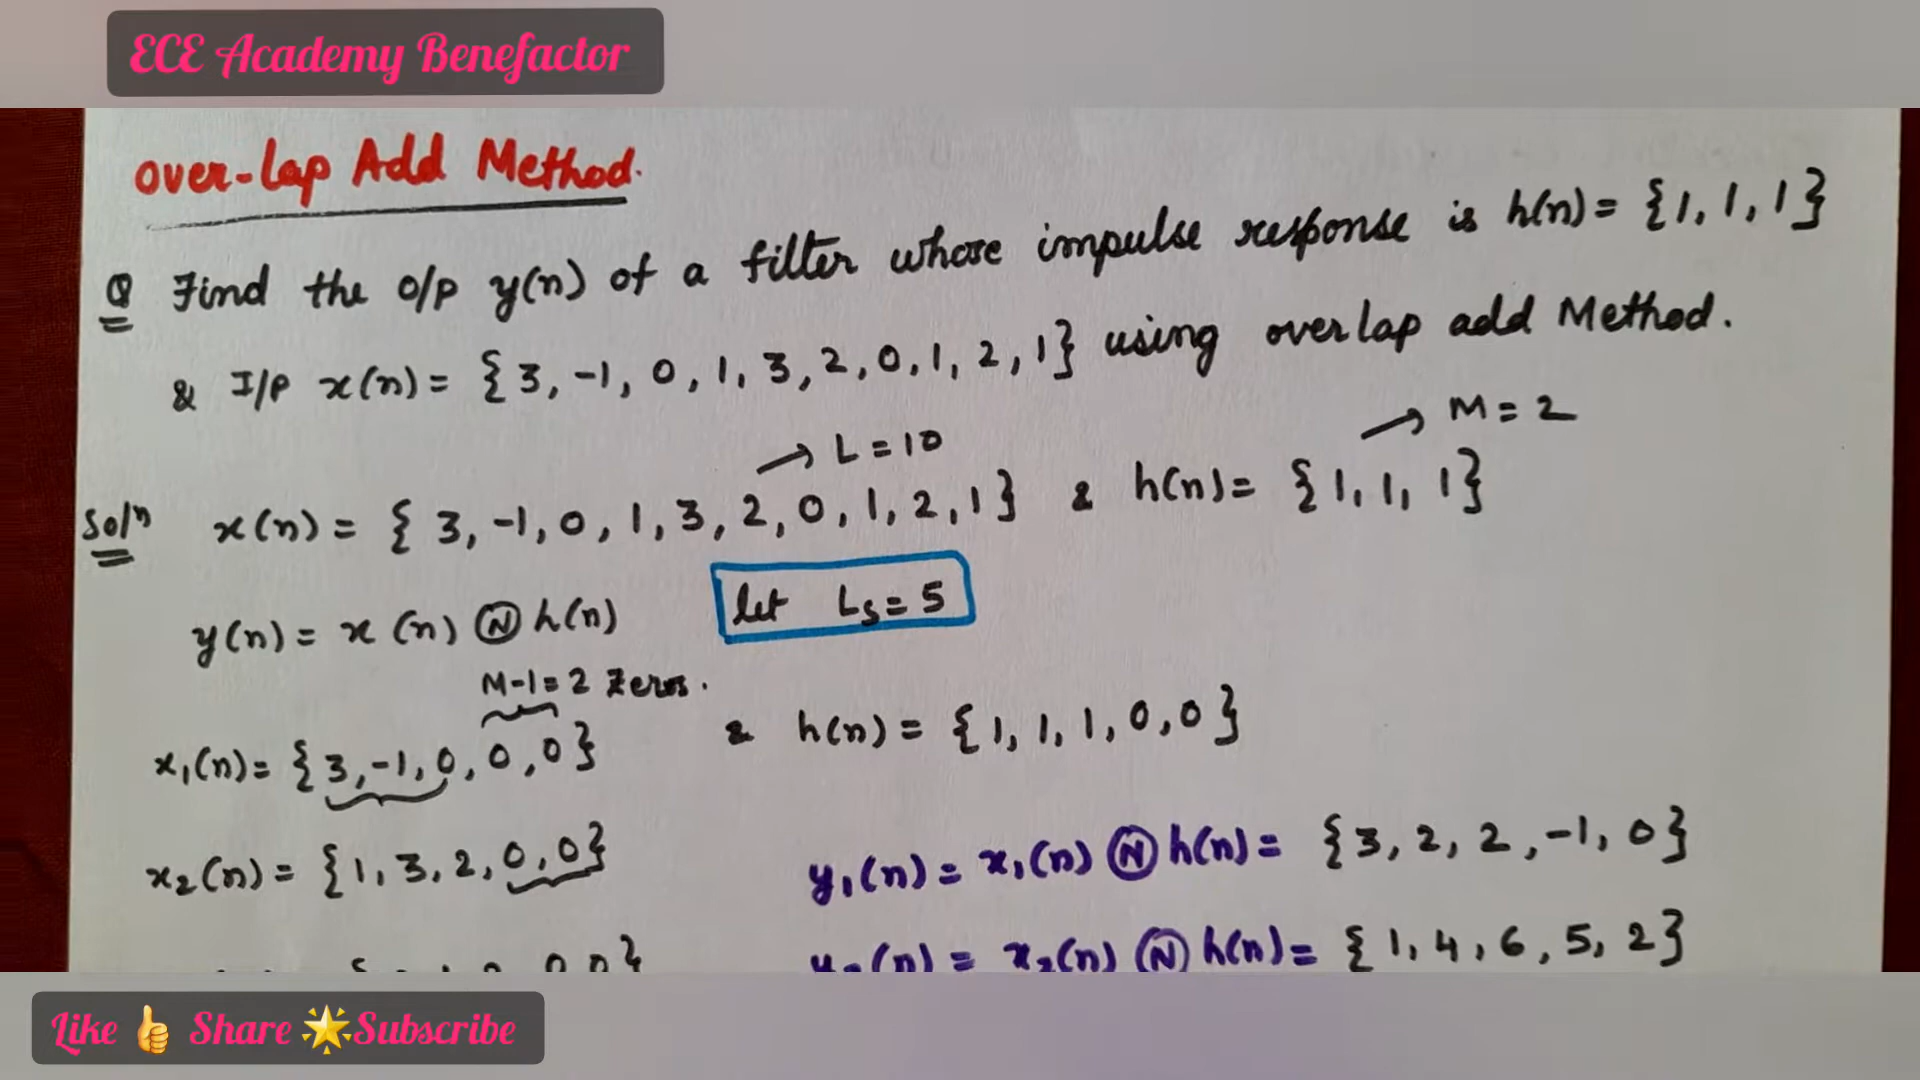 ECE Academy Benefactor
over-lap Add Method.
Q Find the o/p y(n) of a filter whose impulse response is h(n) = {1, 1, 1}
& I/P x(n) = {3, -1, 0, 1, 3, 2, 0, 1, 2, 1} using overlap add Method.
→ L = 10 → M = 2
Soln x(n) = {3, -1, 0, 1, 3, 2, 0, 1, 2, 1} & h(n) = {1, 1, 1}
y(n) = x(n) Ⓝ h(n) let Ls = 5
M-1 = 2 Zeros.
x₁(n) = {3, -1, 0, 0, 0} & h(n) = {1, 1, 1, 0, 0}
y₁(n) = x₁(n) Ⓝ h(n) = {3, 2, 2, -1, 0}
x₂(n) = {1, 3, 2, 0, 0}
y₂(n) = x₂(n) Ⓝ h(n) = {1, 4, 6, 5, 2}
Like 👍 Share 🌟Subscribe